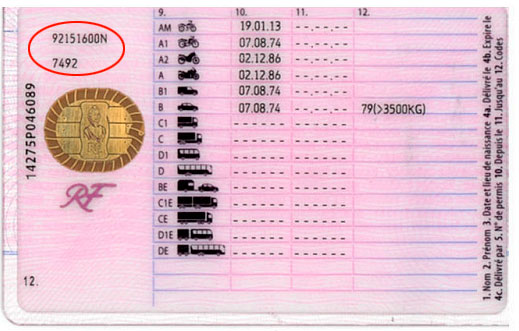 92151600N
7492
14275P046089
RF
12.
9. 10. 11. 12.
AM 19.01.13 --.--.--
A1 07.08.74 --.--.--
A2 02.12.86 --.--.--
A 02.12.86 --.--.--
B1 07.08.74 --.--.--
B 07.08.74 --.--.-- 79(>3500KG)
C1 --.--.-- --.--.--
C --.--.-- --.--.--
D1 --.--.-- --.--.--
D --.--.-- --.--.--
BE --.--.-- --.--.--
C1E --.--.-- --.--.--
CE --.--.-- --.--.--
D1E --.--.-- --.--.--
DE --.--.-- --.--.--
1. Nom 2. Prénom 3. Date et lieu de naissance 4a. Délivré le 4b. Expire le
4c. Délivré par 5. N° de permis 10. Depuis le 11. Jusqu'au 12. Codes